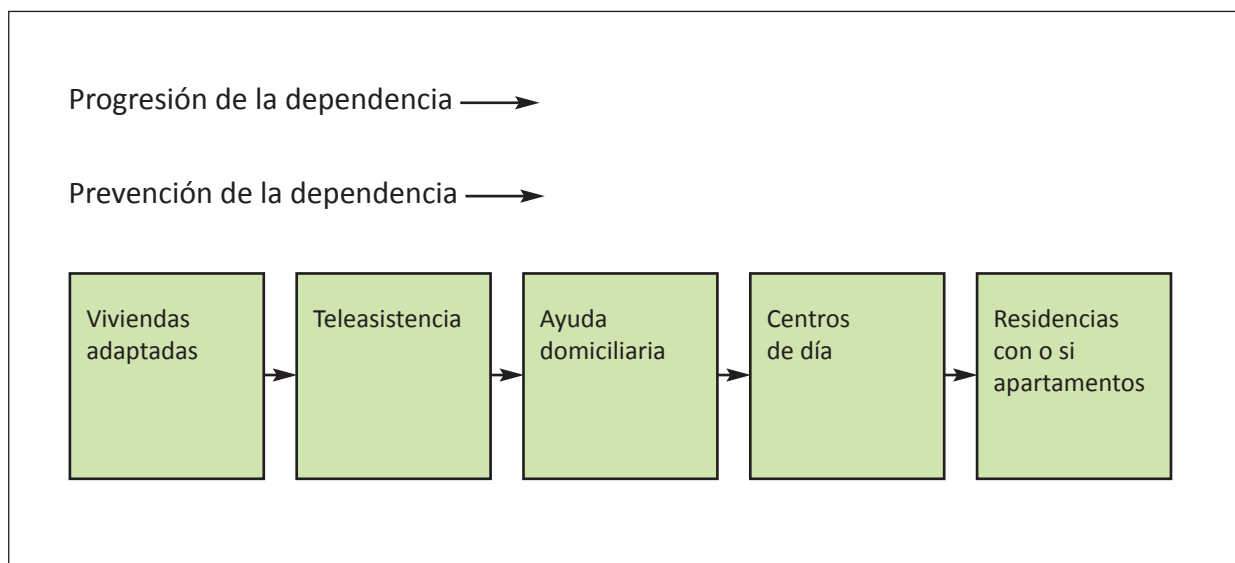 Progresión de la dependencia
Prevención de la dependencia
Viviendas
adaptadas
Teleasistencia
Ayuda
domiciliaria
Centros
de día
Residencias
con o si
apartamentos